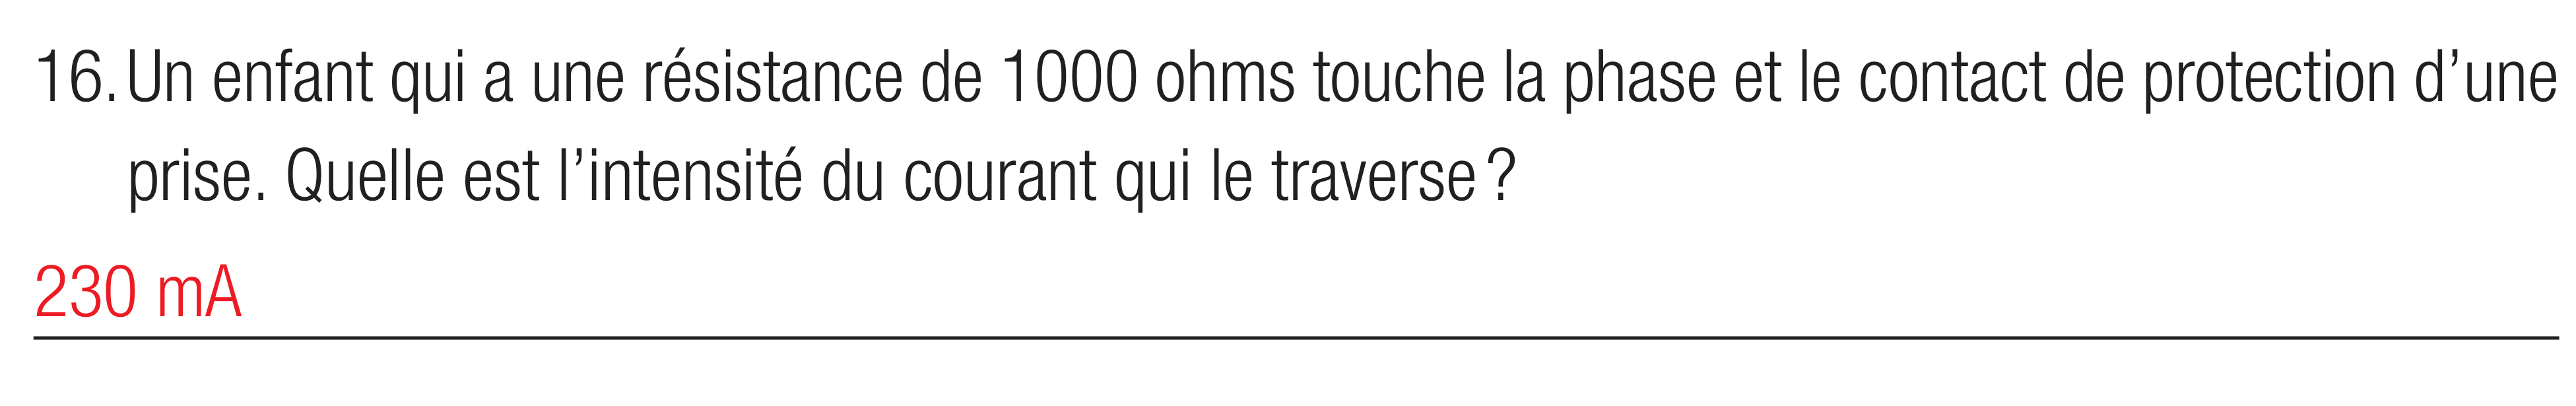 16. Un enfant qui a une résistance de 1000 ohms touche la phase et le contact de protection d’une
prise. Quelle est l’intensité du courant qui le traverse ?
230 mA